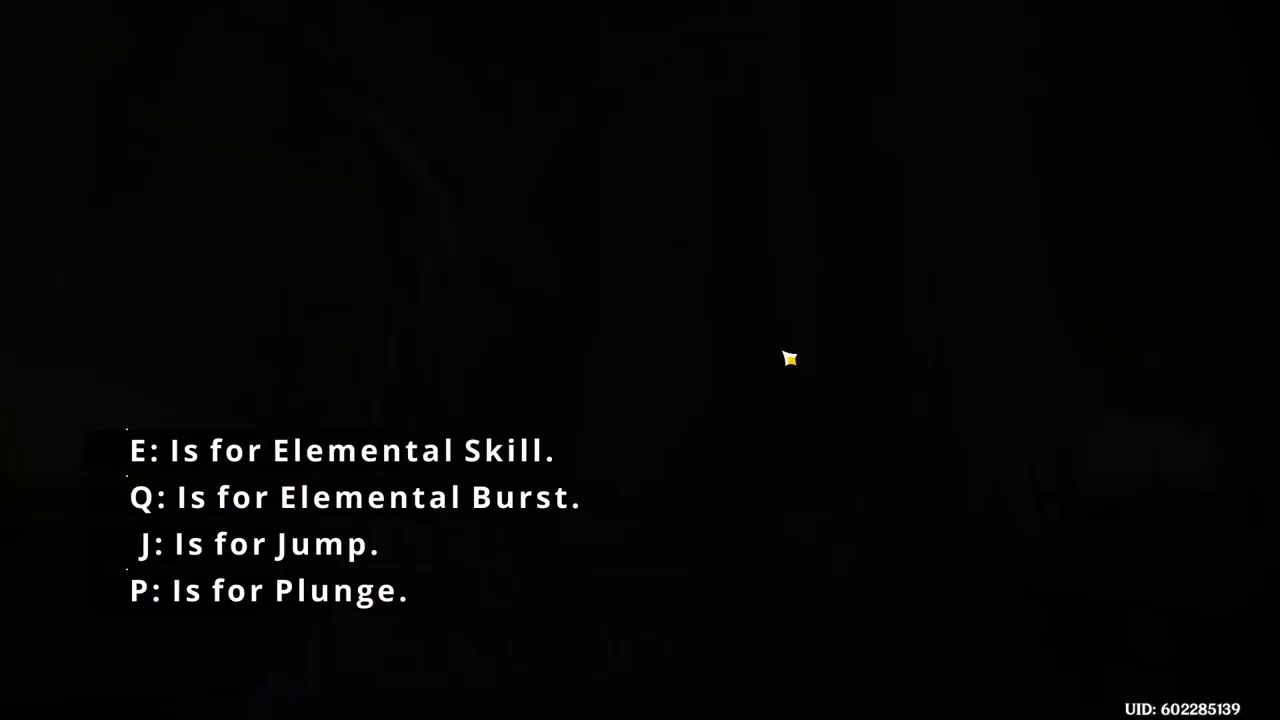 E: Is for Elemental Skill.
Q: Is for Elemental Burst.
J: Is for Jump.
P: Is for Plunge.
UID: 602285139